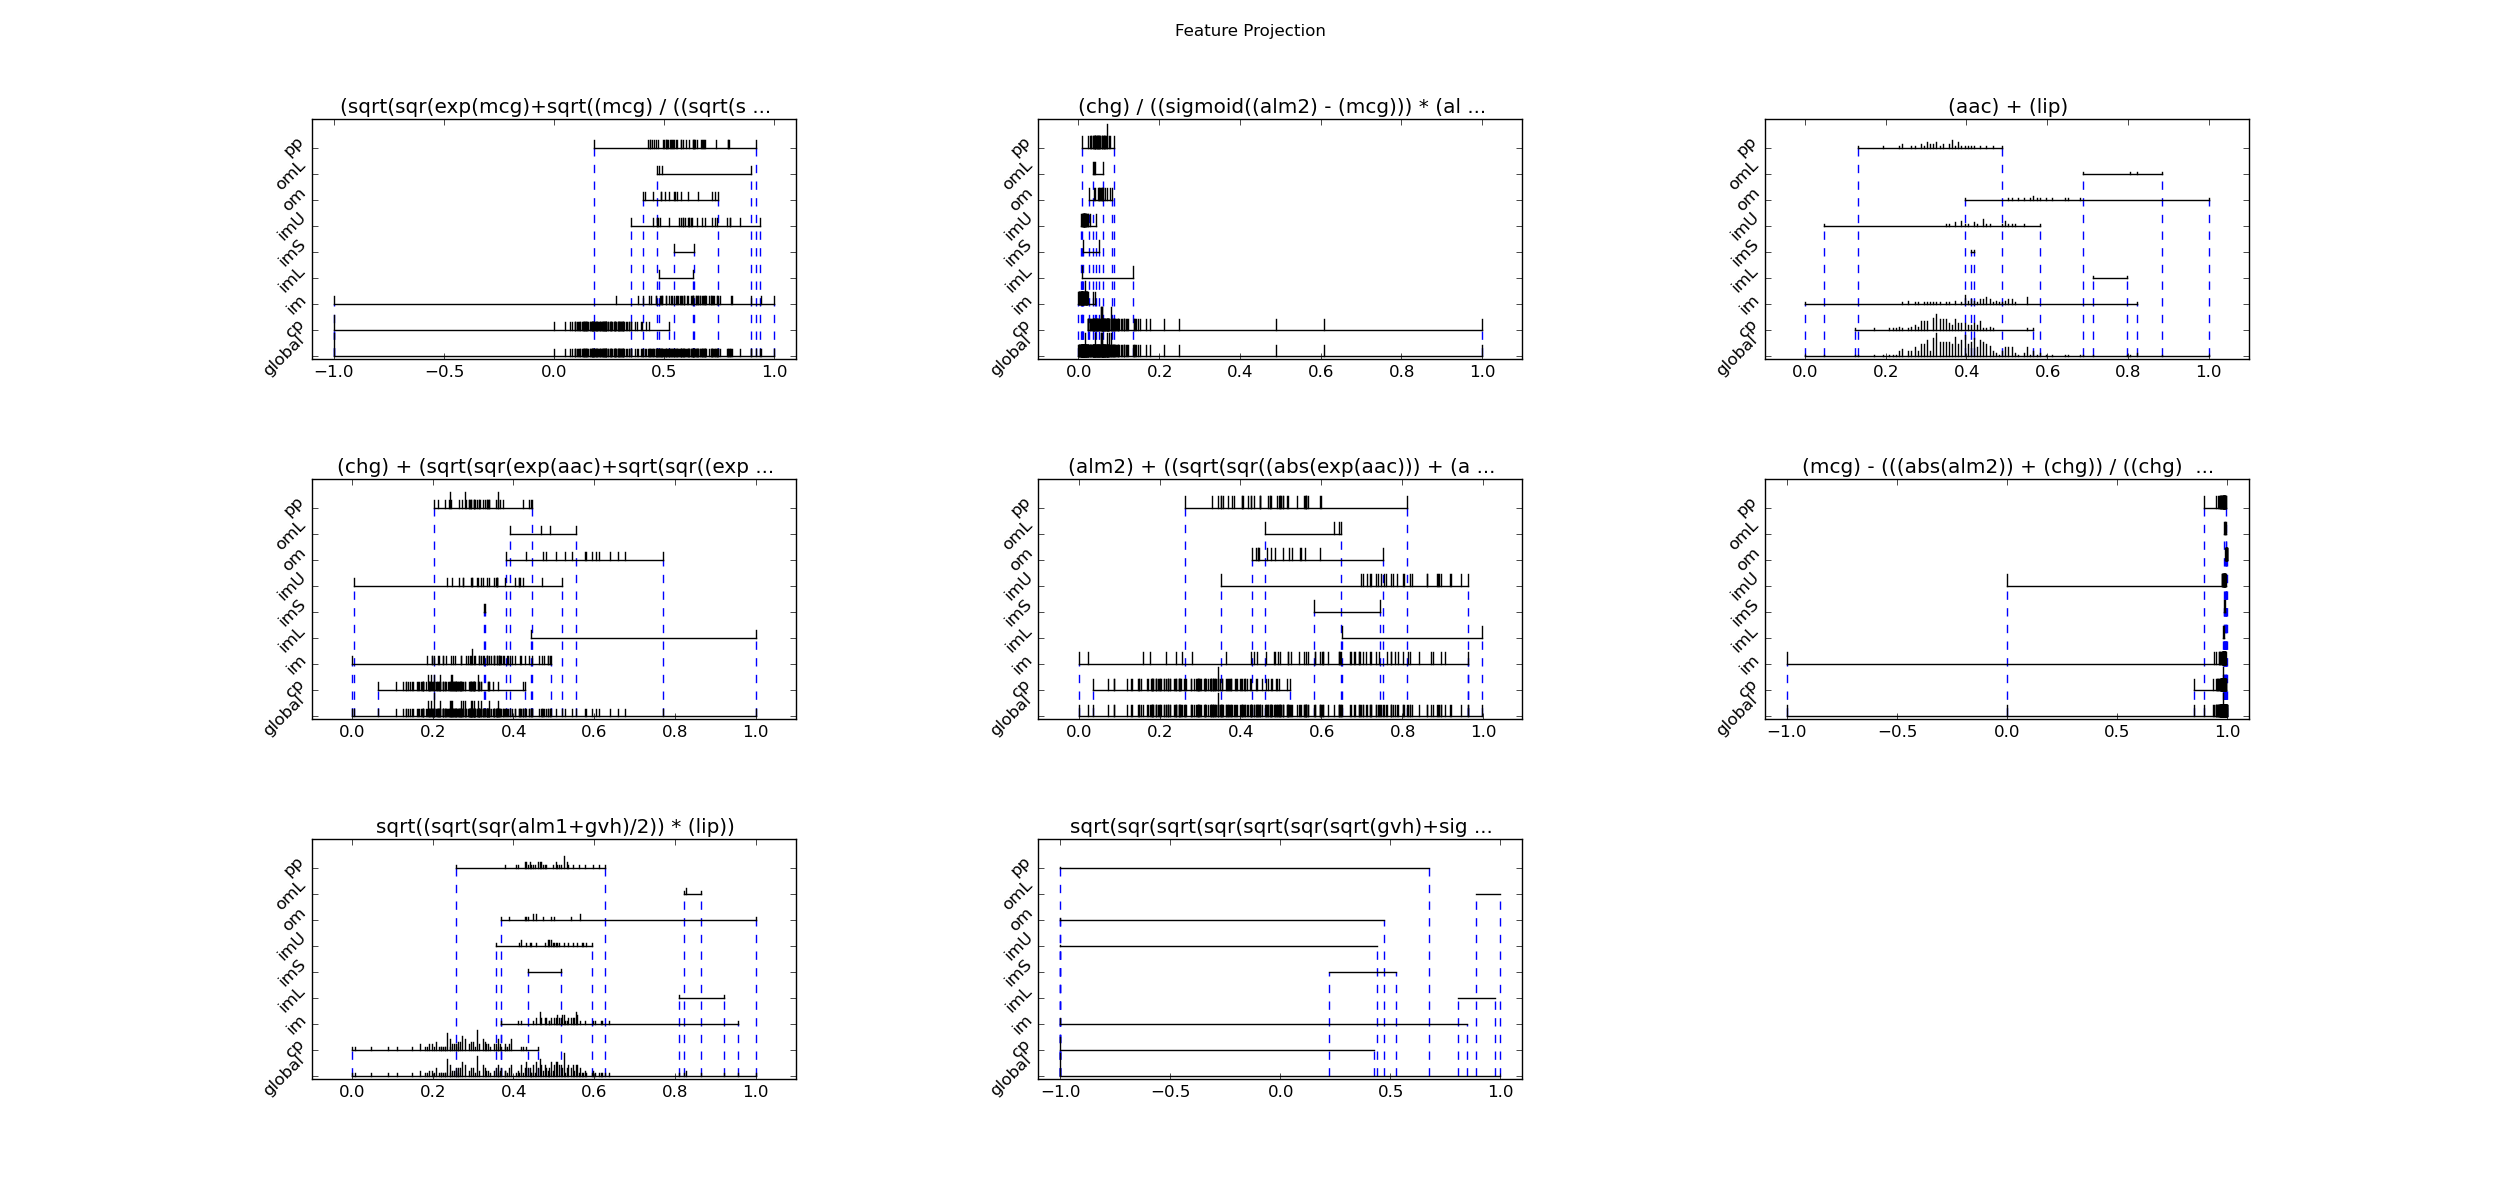 Feature Projection
(sqrt(sqr(exp(mcg)+sqrt((mcg) / ((sqrt(s ...
pp
omL
om
imU
imS
imL
im
cp
global
−1.0 −0.5 0.0 0.5 1.0
(chg) / ((sigmoid((alm2) - (mcg))) * (al ...
pp
omL
om
imU
imS
imL
im
cp
global
0.0 0.2 0.4 0.6 0.8 1.0
(aac) + (lip)
pp
omL
om
imU
imS
imL
im
cp
global
0.0 0.2 0.4 0.6 0.8 1.0
(chg) + (sqrt(sqr(exp(aac)+sqrt(sqr((exp ...
pp
omL
om
imU
imS
imL
im
cp
global
0.0 0.2 0.4 0.6 0.8 1.0
(alm2) + ((sqrt(sqr((abs(exp(aac))) + (a ...
pp
omL
om
imU
imS
imL
im
cp
global
0.0 0.2 0.4 0.6 0.8 1.0
(mcg) - (((abs(alm2)) + (chg)) / ((chg) ...
pp
omL
om
imU
imS
imL
im
cp
global
−1.0 −0.5 0.0 0.5 1.0
sqrt((sqrt(sqr(alm1+gvh)/2)) * (lip))
pp
omL
om
imU
imS
imL
im
cp
global
0.0 0.2 0.4 0.6 0.8 1.0
sqrt(sqr(sqrt(sqr(sqrt(sqr(sqrt(gvh)+sig ...
pp
omL
om
imU
imS
imL
im
cp
global
−1.0 −0.5 0.0 0.5 1.0